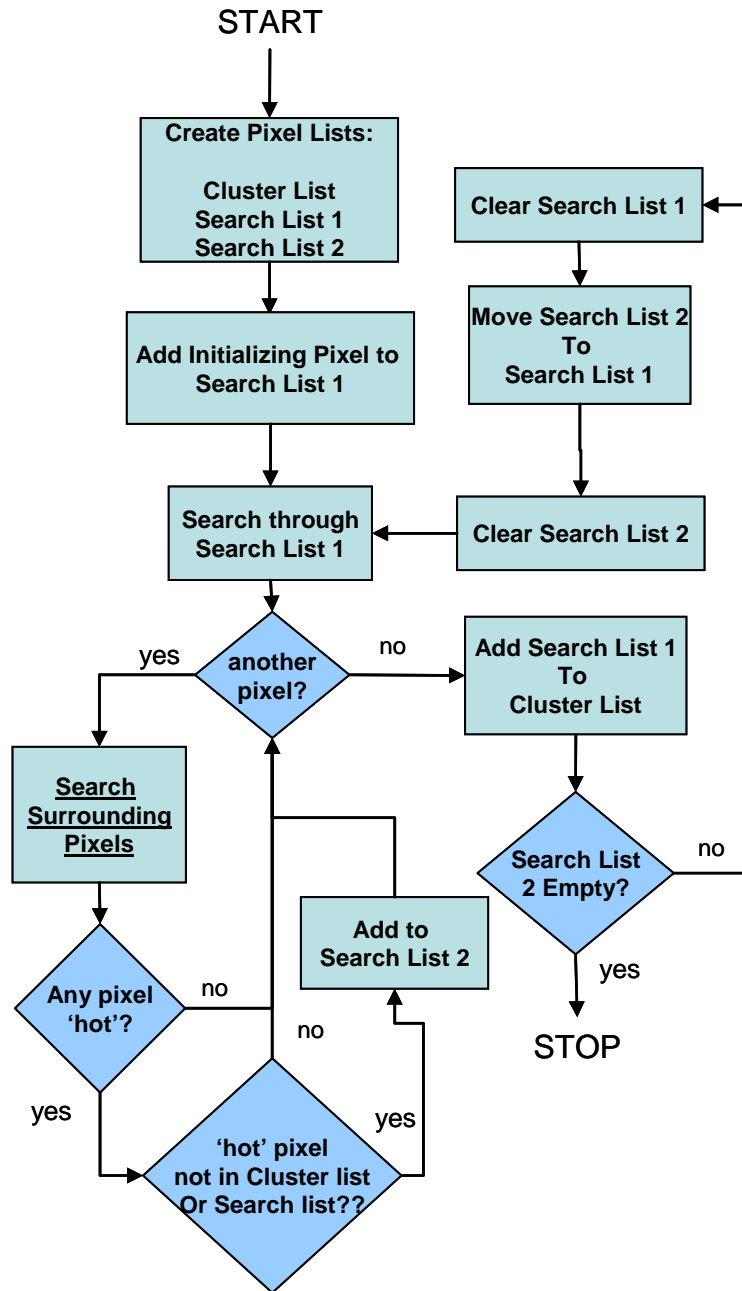 START
Create Pixel Lists:
Cluster List
Search List 1
Search List 2
Add Initializing Pixel to
Search List 1
Search through
Search List 1
another
pixel?
yes
no
Search
Surrounding
Pixels
Any pixel
‘hot’?
no
yes
‘hot’ pixel
not in Cluster list
Or Search list??
no
yes
Add to
Search List 2
Add Search List 1
To
Cluster List
Search List
2 Empty?
no
yes
STOP
Clear Search List 1
Move Search List 2
To
Search List 1
Clear Search List 2